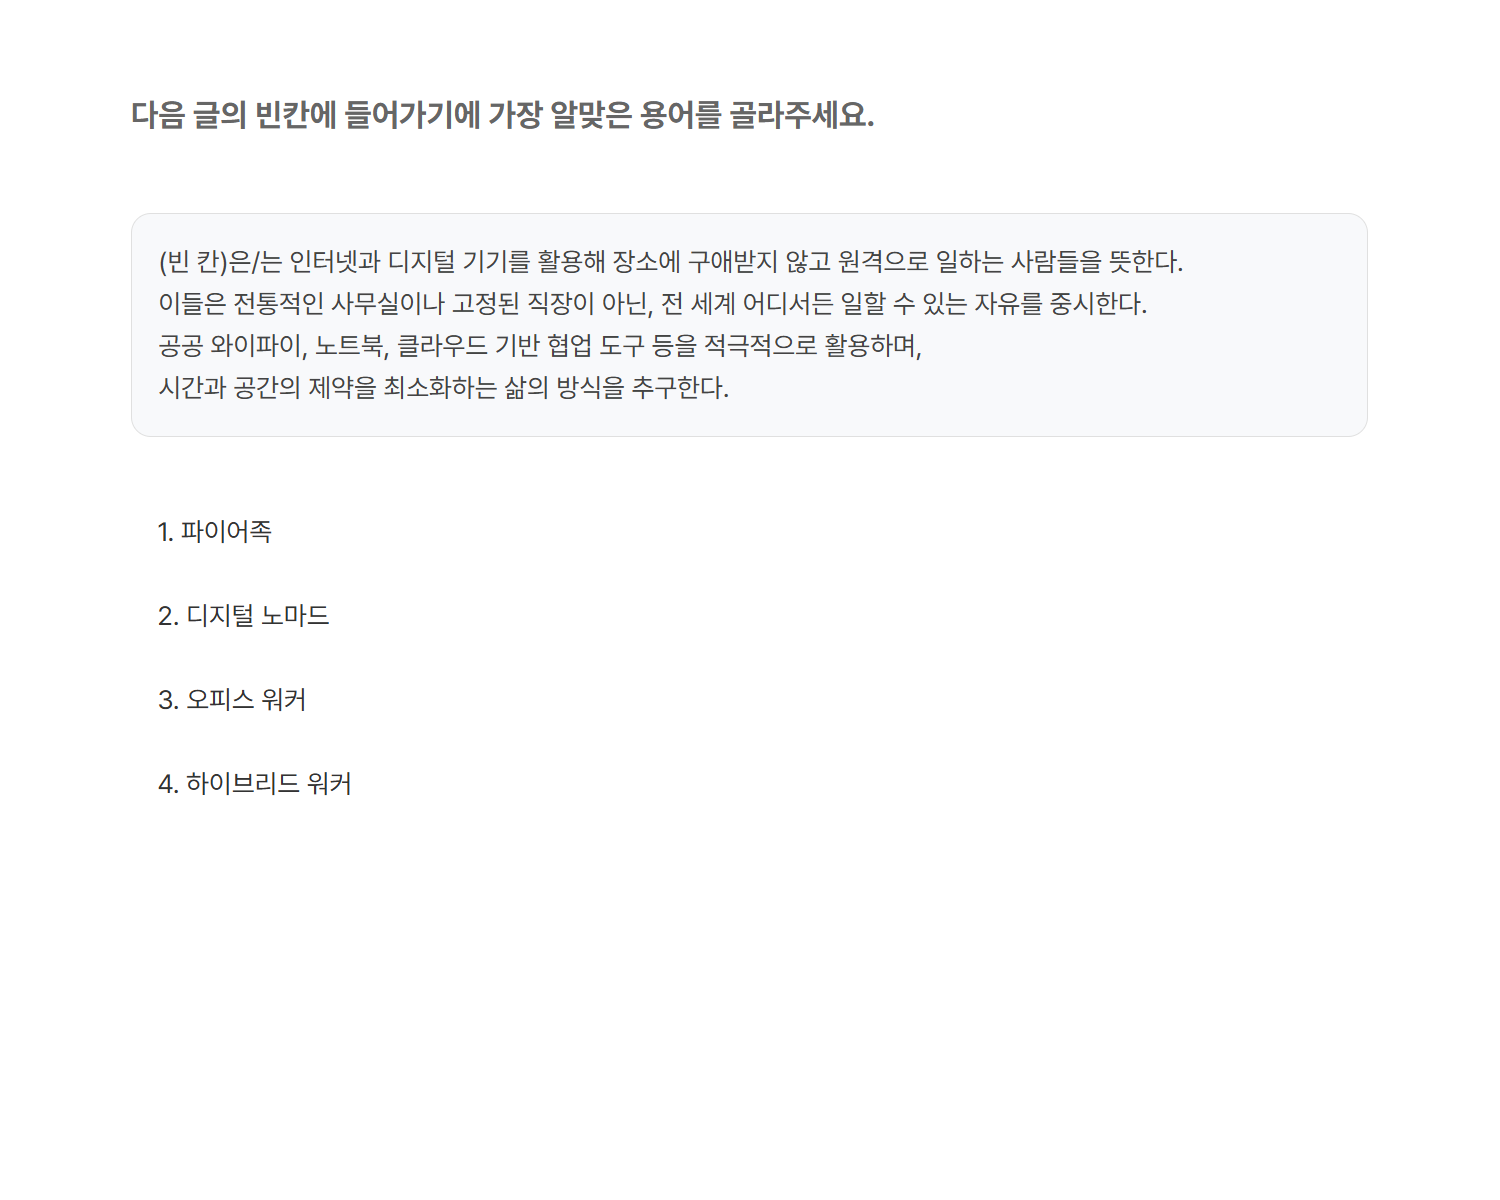 다음 글의 빈칸에 들어가기에 가장 알맞은 용어를 골라주세요.
(빈 칸)은/는 인터넷과 디지털 기기를 활용해 장소에 구애받지 않고 원격으로 일하는 사람들을 뜻한다.
이들은 전통적인 사무실이나 고정된 직장이 아닌, 전 세계 어디서든 일할 수 있는 자유를 중시한다.
공공 와이파이, 노트북, 클라우드 기반 협업 도구 등을 적극적으로 활용하며,
시간과 공간의 제약을 최소화하는 삶의 방식을 추구한다.
1. 파이어족
2. 디지털 노마드
3. 오피스 워커
4. 하이브리드 워커